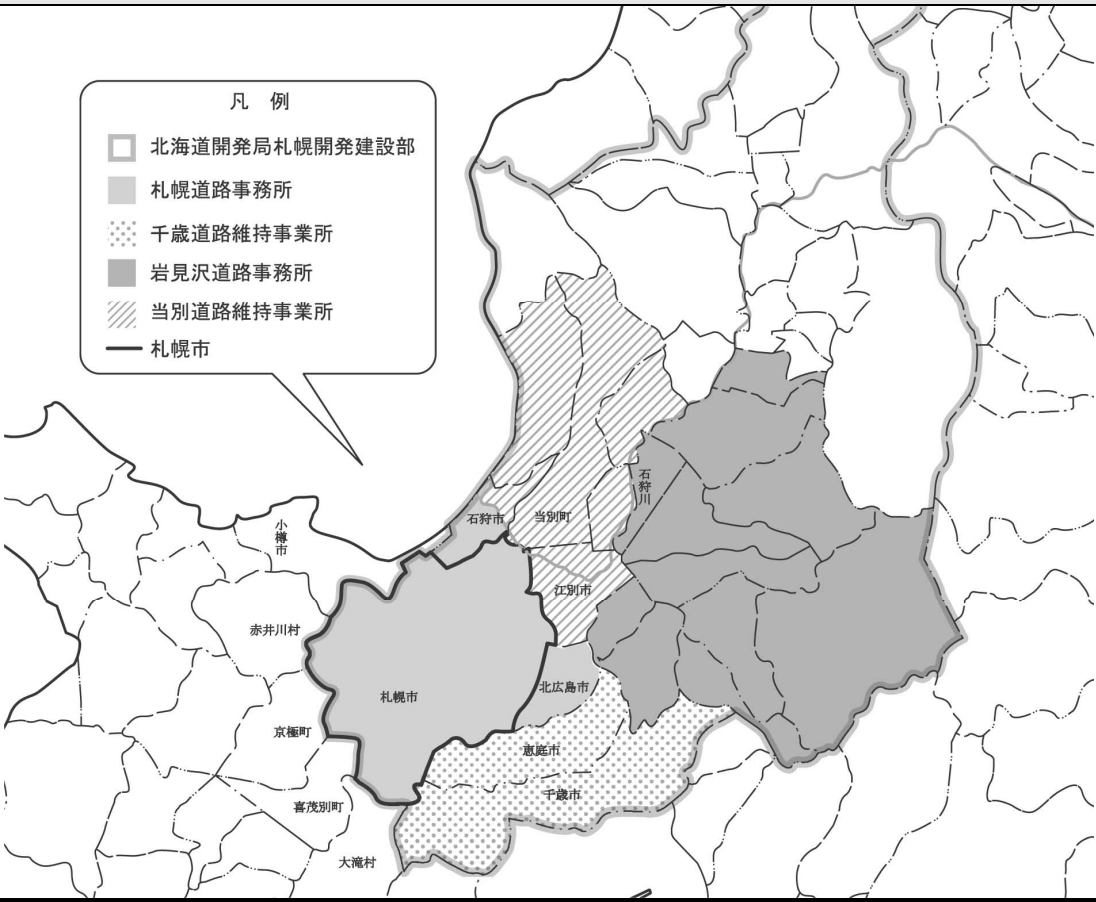 凡 例
北海道開発局札幌開発建設部
札幌道路事務所
千歳道路維持事業所
岩見沢道路事務所
当別道路維持事業所
札幌市
石狩川
石狩市
当別町
小樽市
江別市
赤井川村
札幌市
北広島市
京極町
恵庭市
千歳市
喜茂別町
大滝村